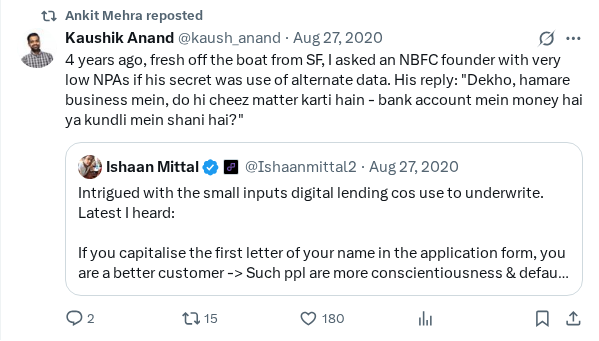 Ankit Mehra reposted
Kaushik Anand @kaush_anand · Aug 27, 2020
4 years ago, fresh off the boat from SF, I asked an NBFC founder with very
low NPAs if his secret was use of alternate data. His reply: "Dekho, hamare
business mein, do hi cheez matter karti hain - bank account mein money hai
ya kundli mein shani hai?"
Ishaan Mittal @Ishaanmittal2 · Aug 27, 2020
Intrigued with the small inputs digital lending cos use to underwrite.
Latest I heard:
If you capitalise the first letter of your name in the application form, you
are a better customer -> Such ppl are more conscientiousness & defau...
2 15 180